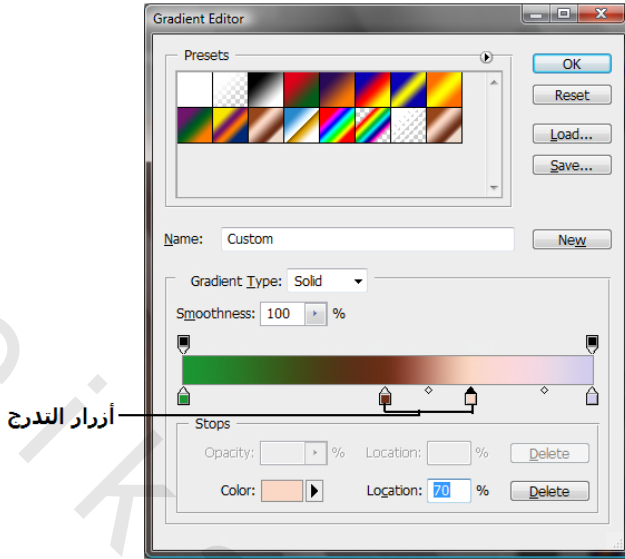 Gradient Editor
Presets
OK
Reset
Load...
Save...
Name: Custom
New
Gradient Type: Solid
Smoothness: 100 %
أزرار التدرج
Stops
Opacity: % Location: % Delete
Color: Location: 70 % Delete